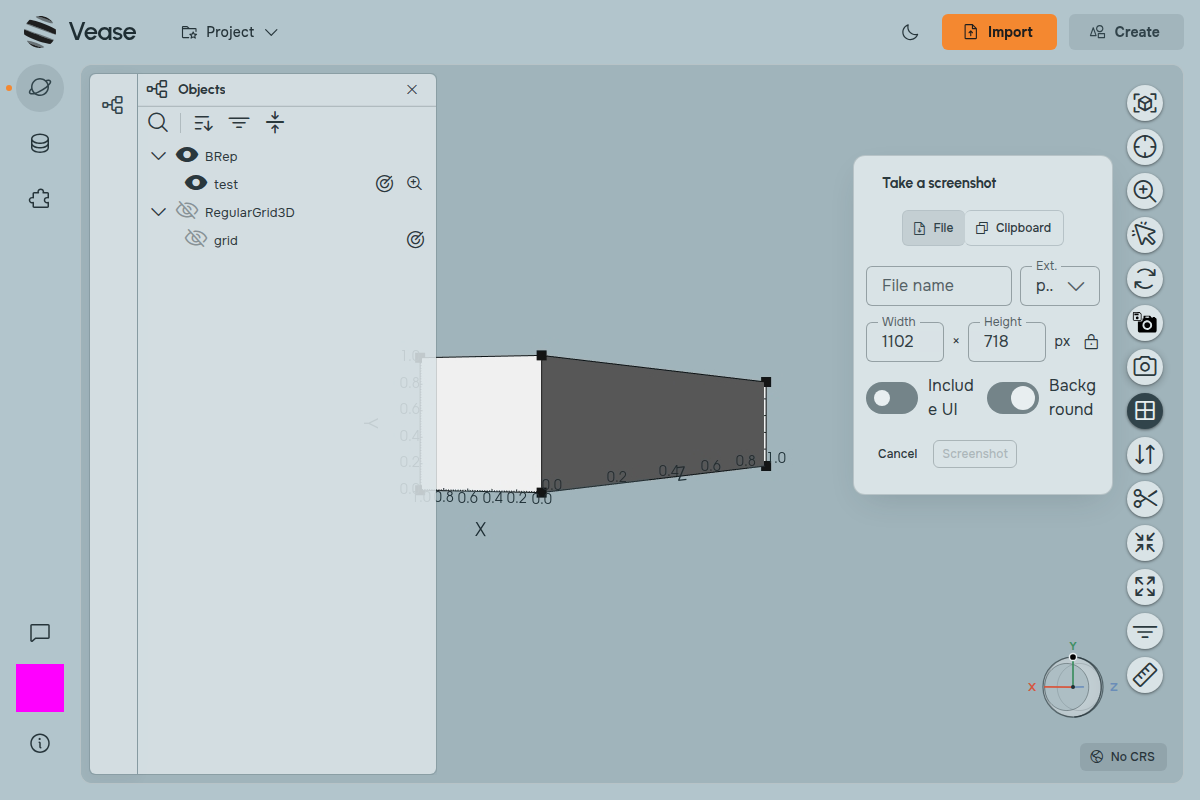 Vease
Project
Import
Create
Objects
BRep
test
RegularGrid3D
grid
Take a screenshot
File
Clipboard
File name
Ext.
p..
Width
1102
×
Height
718
px
Includ
e UI
Backg
round
Cancel
Screenshot
1.0
0.8
0.6
0.4
0.2
0.0
Y
1.0 0.8 0.6 0.4 0.2 0.0
X
0.0 0.2 0.4 0.6 0.8 1.0
Z
Y
X
Z
No CRS